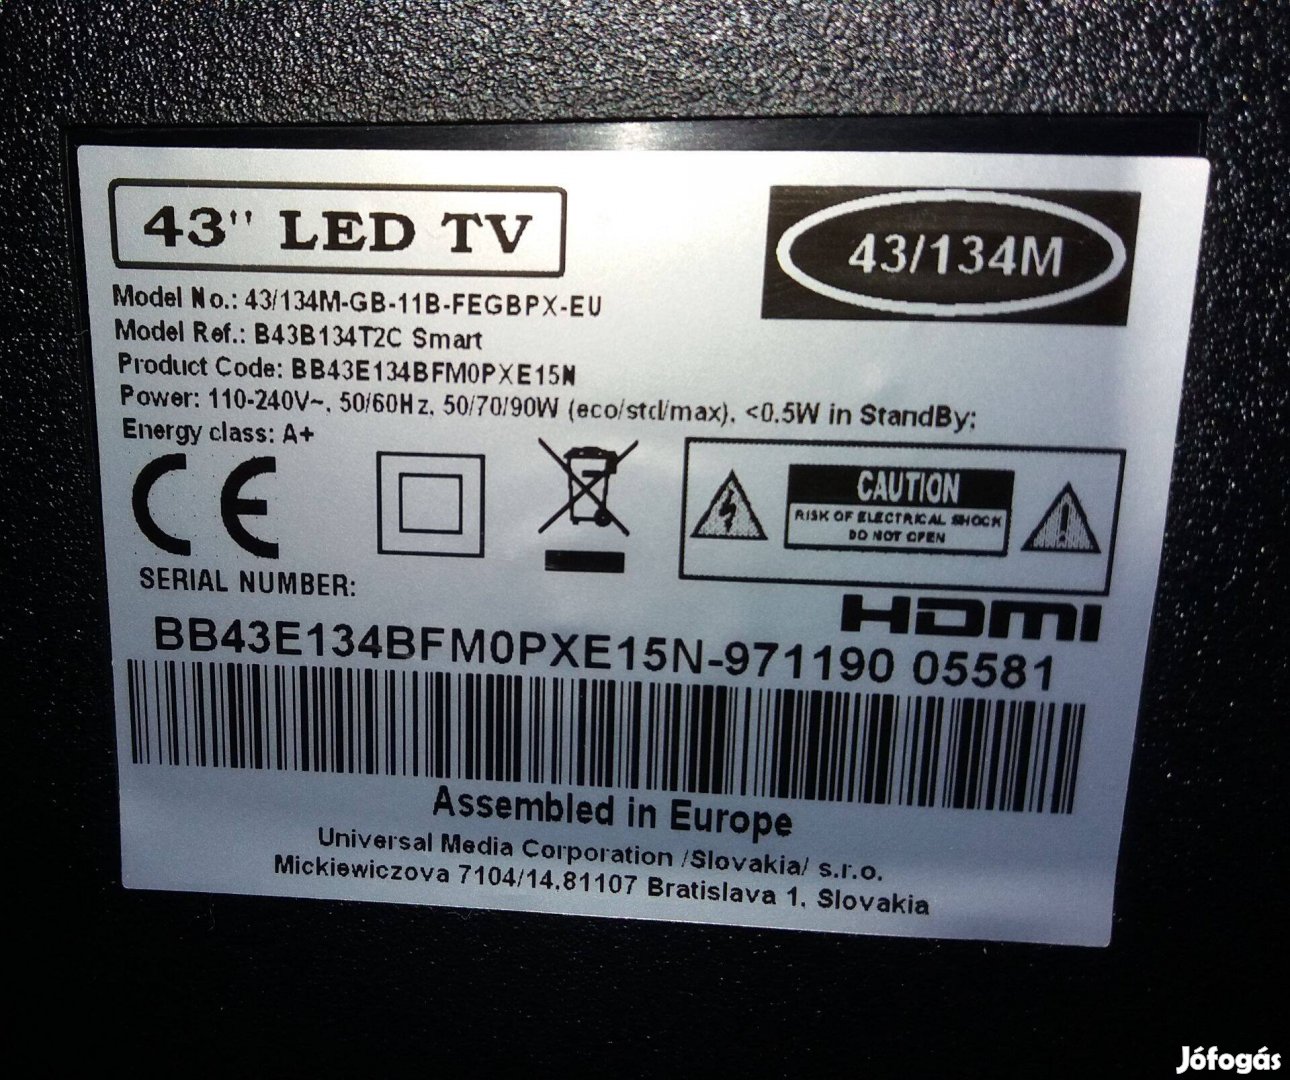 43" LED TV
43/134M
Model No.: 43/134M-GB-11B-FEGBPX-EU
Model Ref.: B43B134T2C Smart
Product Code: BB43E134BFM0PXE15N
Power: 110-240V~, 50/60Hz, 50/70/90W (eco/std/max), <0.5W in StandBy;
Energy class: A+
CE
CAUTION
RISK OF ELECTRICAL SHOCK
DO NOT OPEN
SERIAL NUMBER:
HDMI
BB43E134BFM0PXE15N-971190 05581
Assembled in Europe
Universal Media Corporation /Slovakia/ s.r.o.
Mickiewiczova 7104/14,81107 Bratislava 1, Slovakia
Jófogás